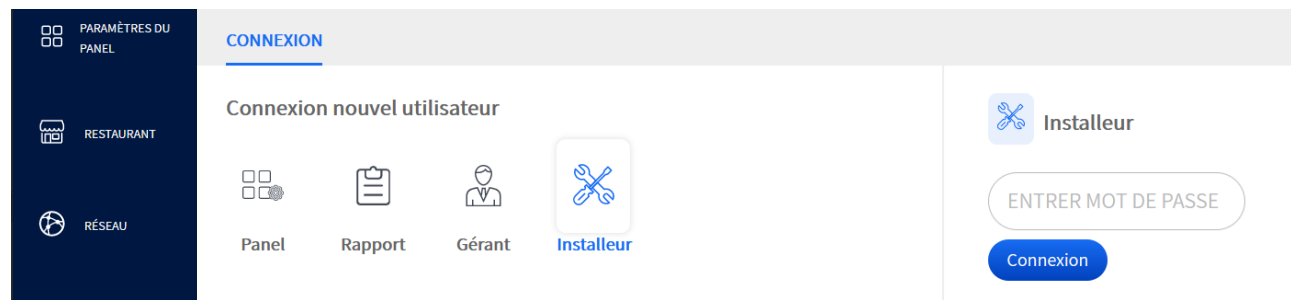 PARAMÈTRES DU
PANEL
RESTAURANT
RÉSEAU
CONNEXION
Connexion nouvel utilisateur
Panel
Rapport
Gérant
Installeur
Installeur
ENTRER MOT DE PASSE
Connexion